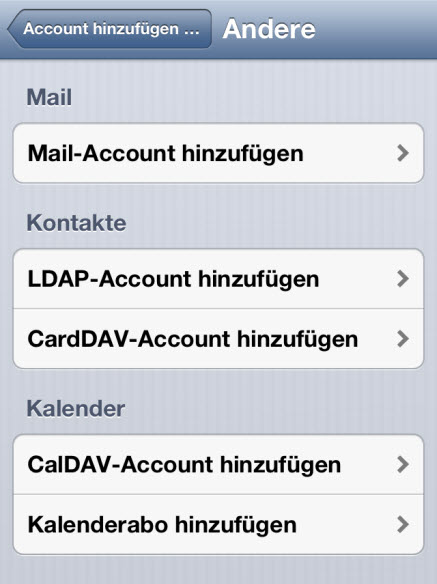 Account hinzufügen ...
Andere
Mail
Mail-Account hinzufügen
Kontakte
LDAP-Account hinzufügen
CardDAV-Account hinzufügen
Kalender
CalDAV-Account hinzufügen
Kalenderabo hinzufügen